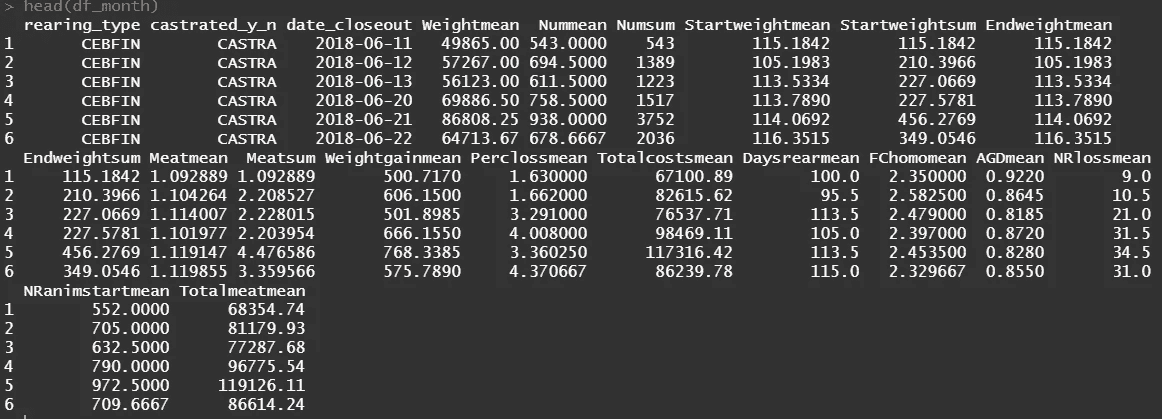 > head(df_month)
rearing_type castrated_y_n date_closeout Weightmean Nummean Numsum Startweightmean Startweightsum Endweightmean
1 CEBFIN CASTRA 2018-06-11 49865.00 543.0000 543 115.1842 115.1842 115.1842
2 CEBFIN CASTRA 2018-06-12 57267.00 694.5000 1389 105.1983 210.3966 105.1983
3 CEBFIN CASTRA 2018-06-13 56123.00 611.5000 1223 113.5334 227.0669 113.5334
4 CEBFIN CASTRA 2018-06-20 69886.50 758.5000 1517 113.7890 227.5781 113.7890
5 CEBFIN CASTRA 2018-06-21 86808.25 938.0000 3752 114.0692 456.2769 114.0692
6 CEBFIN CASTRA 2018-06-22 64713.67 678.6667 2036 116.3515 349.0546 116.3515
Endweightsum Meatmean Meatsum Weightgainmean Perclossmean Totalcostsmean Daysrearmean FChomomean AGDmean NRlossmean
1 115.1842 1.092889 1.092889 500.7170 1.630000 67100.89 100.0 2.350000 0.9220 9.0
2 210.3966 1.104264 2.208527 606.1500 1.662000 82615.62 95.5 2.582500 0.8645 10.5
3 227.0669 1.114007 2.228015 501.8985 3.291000 76537.71 113.5 2.479000 0.8185 21.0
4 227.5781 1.101977 2.203954 666.1550 4.008000 98469.11 105.0 2.397000 0.8720 31.5
5 456.2769 1.119147 4.476586 768.3385 3.360250 117316.42 113.5 2.453500 0.8280 34.5
6 349.0546 1.119855 3.359566 575.7890 4.370667 86239.78 115.0 2.329667 0.8550 31.0
NRanimstartmean Totalmeatmean
1 552.0000 68354.74
2 705.0000 81179.93
3 632.5000 77287.68
4 790.0000 96775.54
5 972.5000 119126.11
6 709.6667 86614.24